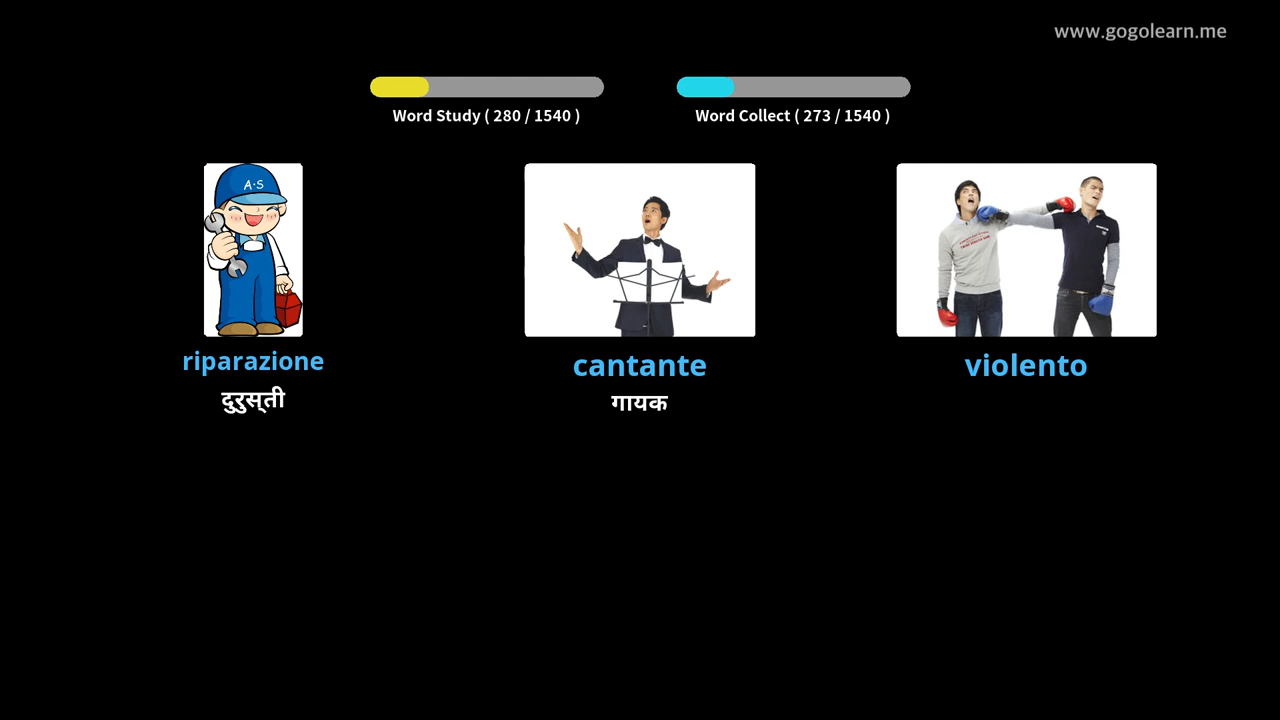 www.gogolearn.me
Word Study ( 280 / 1540 )
Word Collect ( 273 / 1540 )
A·S
riparazione
दुरुस्ती
cantante
गायक
violento